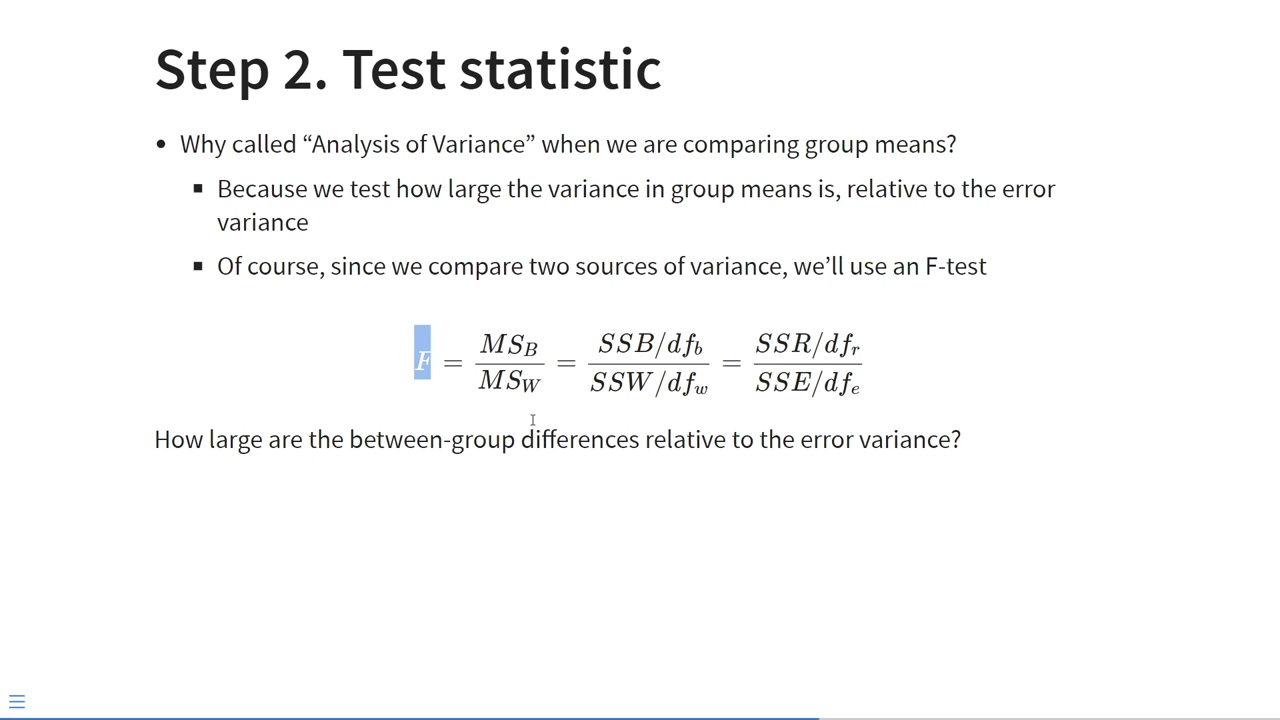 Step 2. Test statistic
• Why called “Analysis of Variance” when we are comparing group means?
▪ Because we test how large the variance in group means is, relative to the error
variance
▪ Of course, since we compare two sources of variance, we’ll use an F-test
F = MS_B / MS_W = (SSB/df_b) / (SSW/df_w) = (SSR/df_r) / (SSE/df_e)
How large are the between-group differences relative to the error variance?